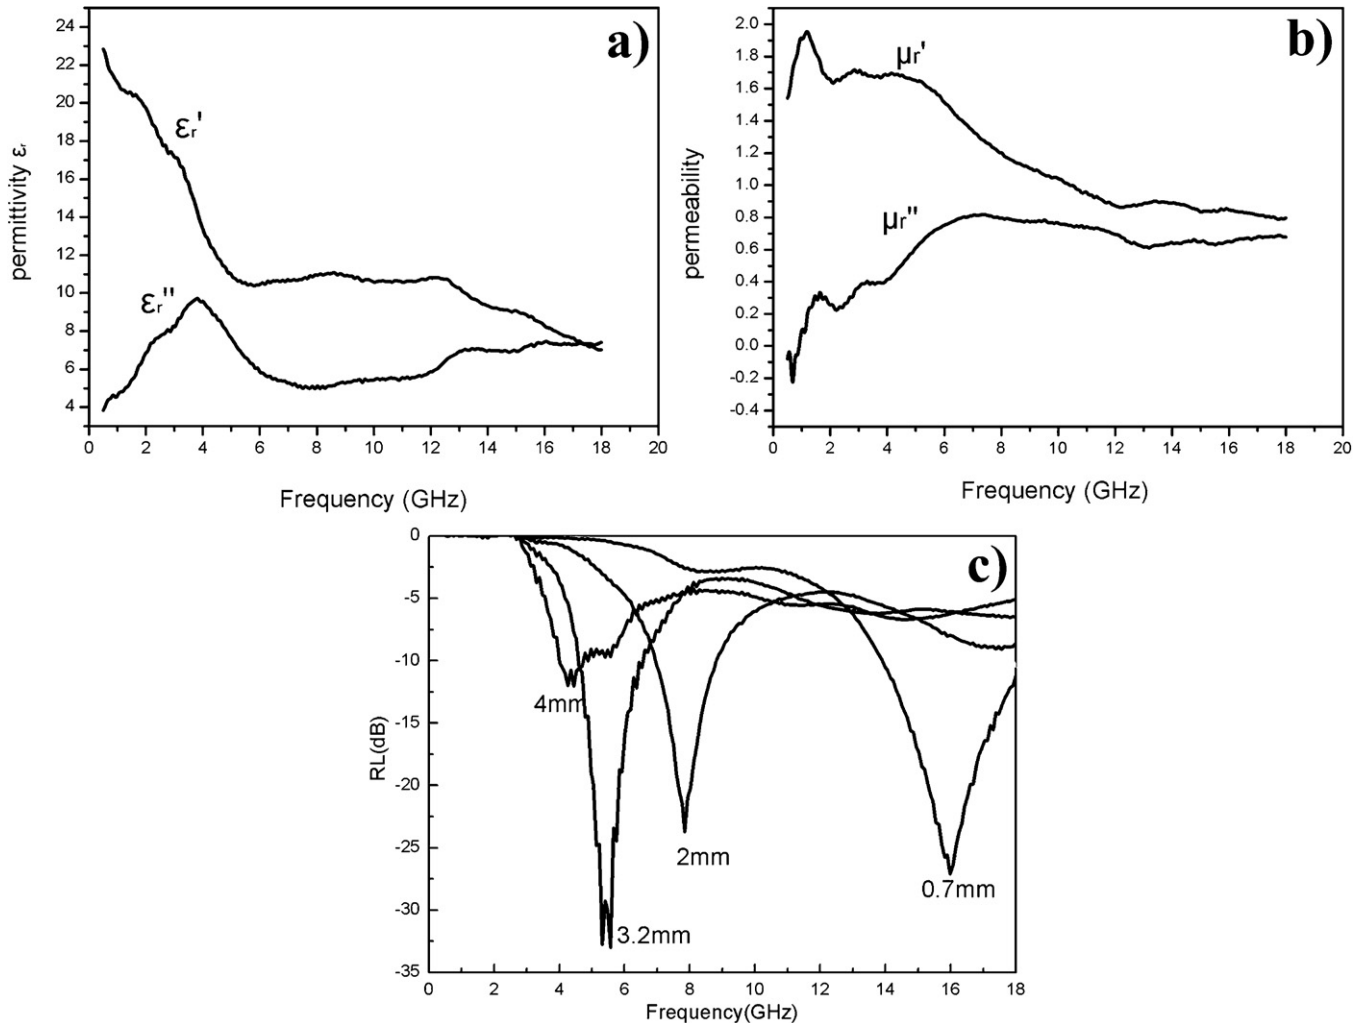 a)
24
22
20
18
16
14
12
10
8
6
4
permittivity εr
εr'
εr''
0 2 4 6 8 10 12 14 16 18 20
Frequency (GHz)
b)
2.0
1.8
1.6
1.4
1.2
1.0
0.8
0.6
0.4
0.2
0.0
-0.2
-0.4
permeability
μr'
μr''
0 2 4 6 8 10 12 14 16 18 20
Frequency (GHz)
c)
0
-5
-10
-15
-20
-25
-30
-35
RL(dB)
4mm
2mm
0.7mm
3.2mm
0 2 4 6 8 10 12 14 16 18
Frequency(GHz)